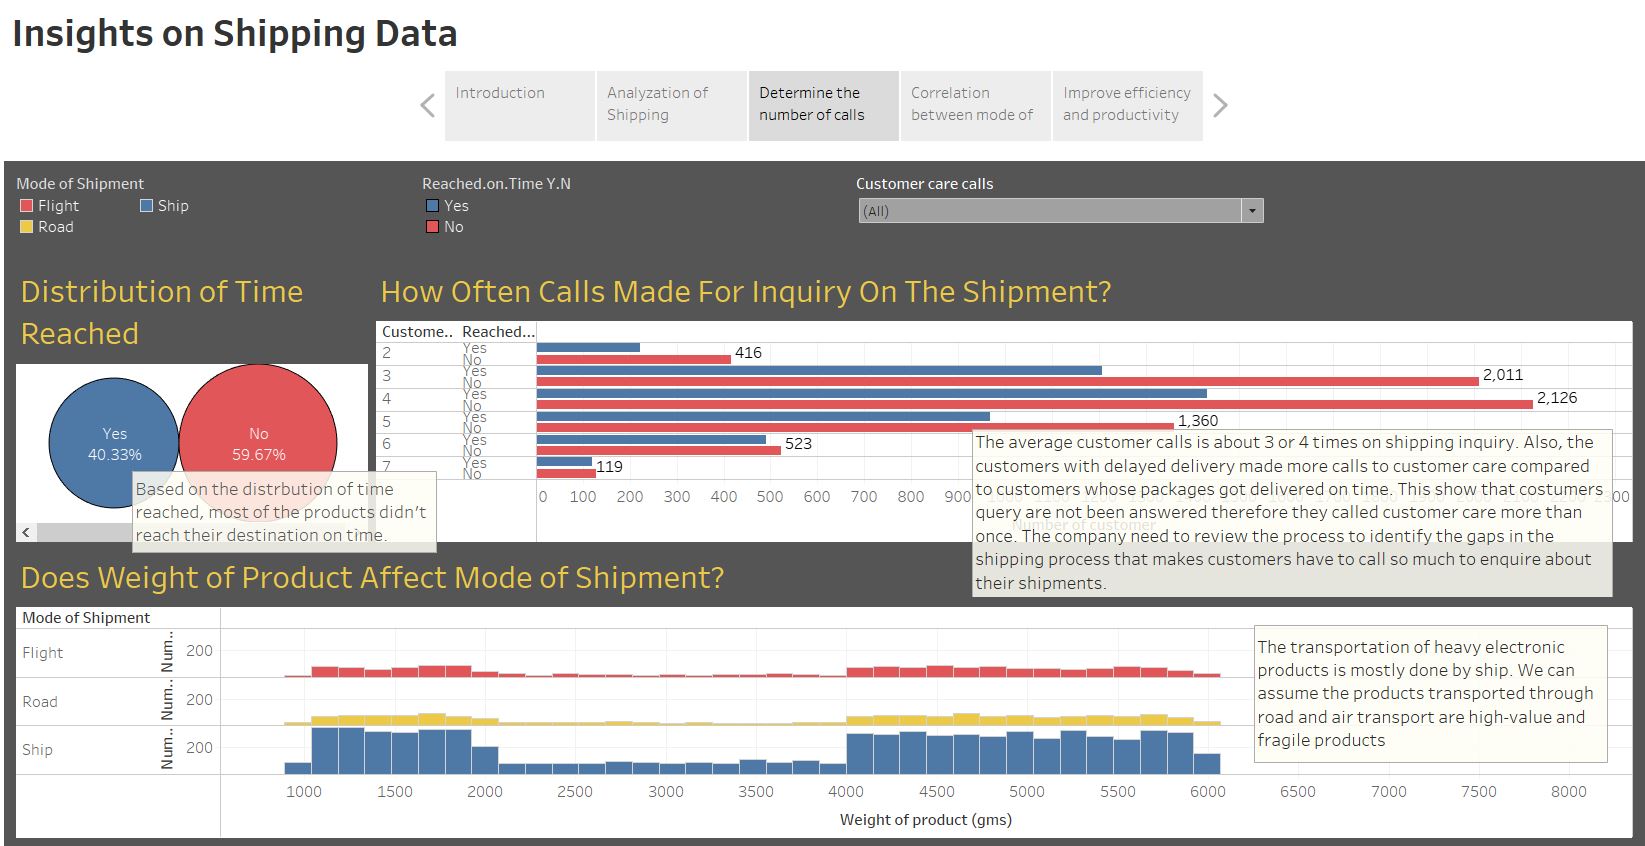 Insights on Shipping Data
Introduction
Analyzation of
Shipping
Determine the
number of calls
Correlation
between mode of
Improve efficiency
and productivity
Mode of Shipment
Flight
Ship
Road
Reached.on.Time Y.N
Yes
No
Customer care calls
(All)
Distribution of Time
Reached
Yes
40.33%
No
59.67%
Based on the distrbution of time
reached, most of the products didn't
reach their destination on time.
How Often Calls Made For Inquiry On The Shipment?
Custome.. Reached...
2 Yes
No 416
3 Yes
No 2,011
4 Yes
No 2,126
5 Yes
No 1,360
6 Yes
No 523
7 Yes
No 119
0 100 200 300 400 500 600 700 800 900
Number of customer
The average customer calls is about 3 or 4 times on shipping inquiry. Also, the
customers with delayed delivery made more calls to customer care compared
to customers whose packages got delivered on time. This show that costumers
query are not been answered therefore they called customer care more than
once. The company need to review the process to identify the gaps in the
shipping process that makes customers have to call so much to enquire about
their shipments.
Does Weight of Product Affect Mode of Shipment?
Mode of Shipment
Flight Num.. 200
Road Num.. 200
Ship Num.. 200
1000 1500 2000 2500 3000 3500 4000 4500 5000 5500 6000 6500 7000 7500 8000
Weight of product (gms)
The transportation of heavy electronic
products is mostly done by ship. We can
assume the products transported through
road and air transport are high-value and
fragile products